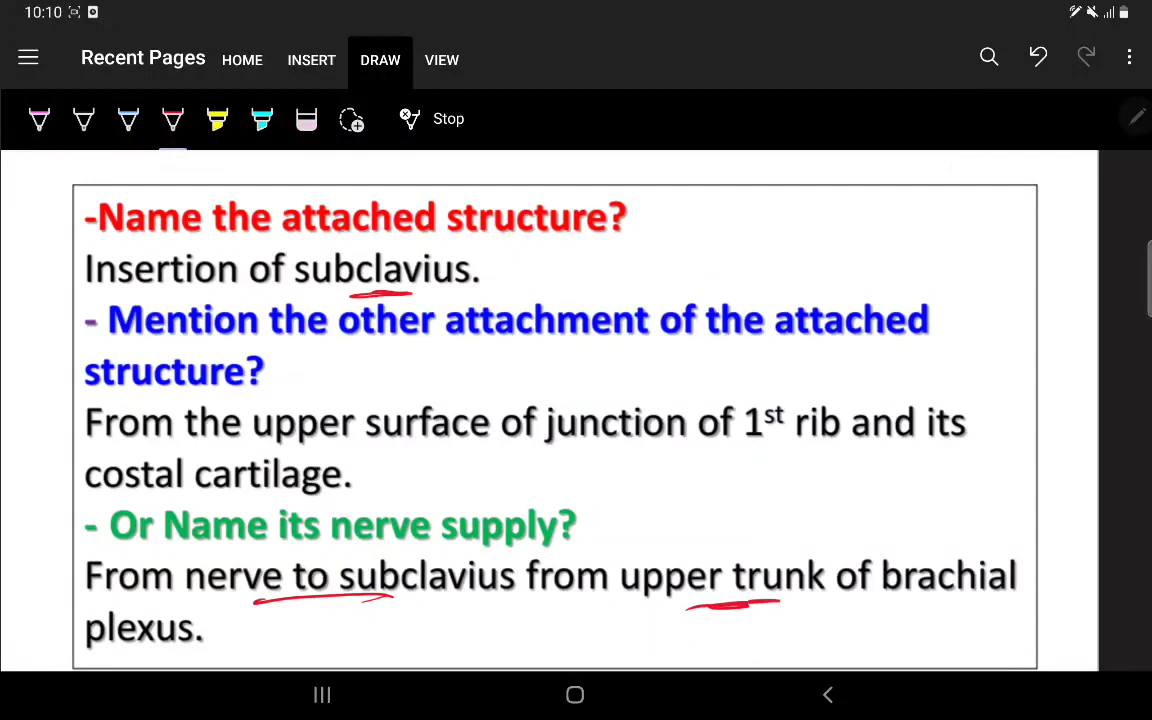 10:10
Recent Pages HOME INSERT DRAW VIEW
Stop
-Name the attached structure?
Insertion of subclavius.
- Mention the other attachment of the attached
structure?
From the upper surface of junction of 1st rib and its
costal cartilage.
- Or Name its nerve supply?
From nerve to subclavius from upper trunk of brachial
plexus.